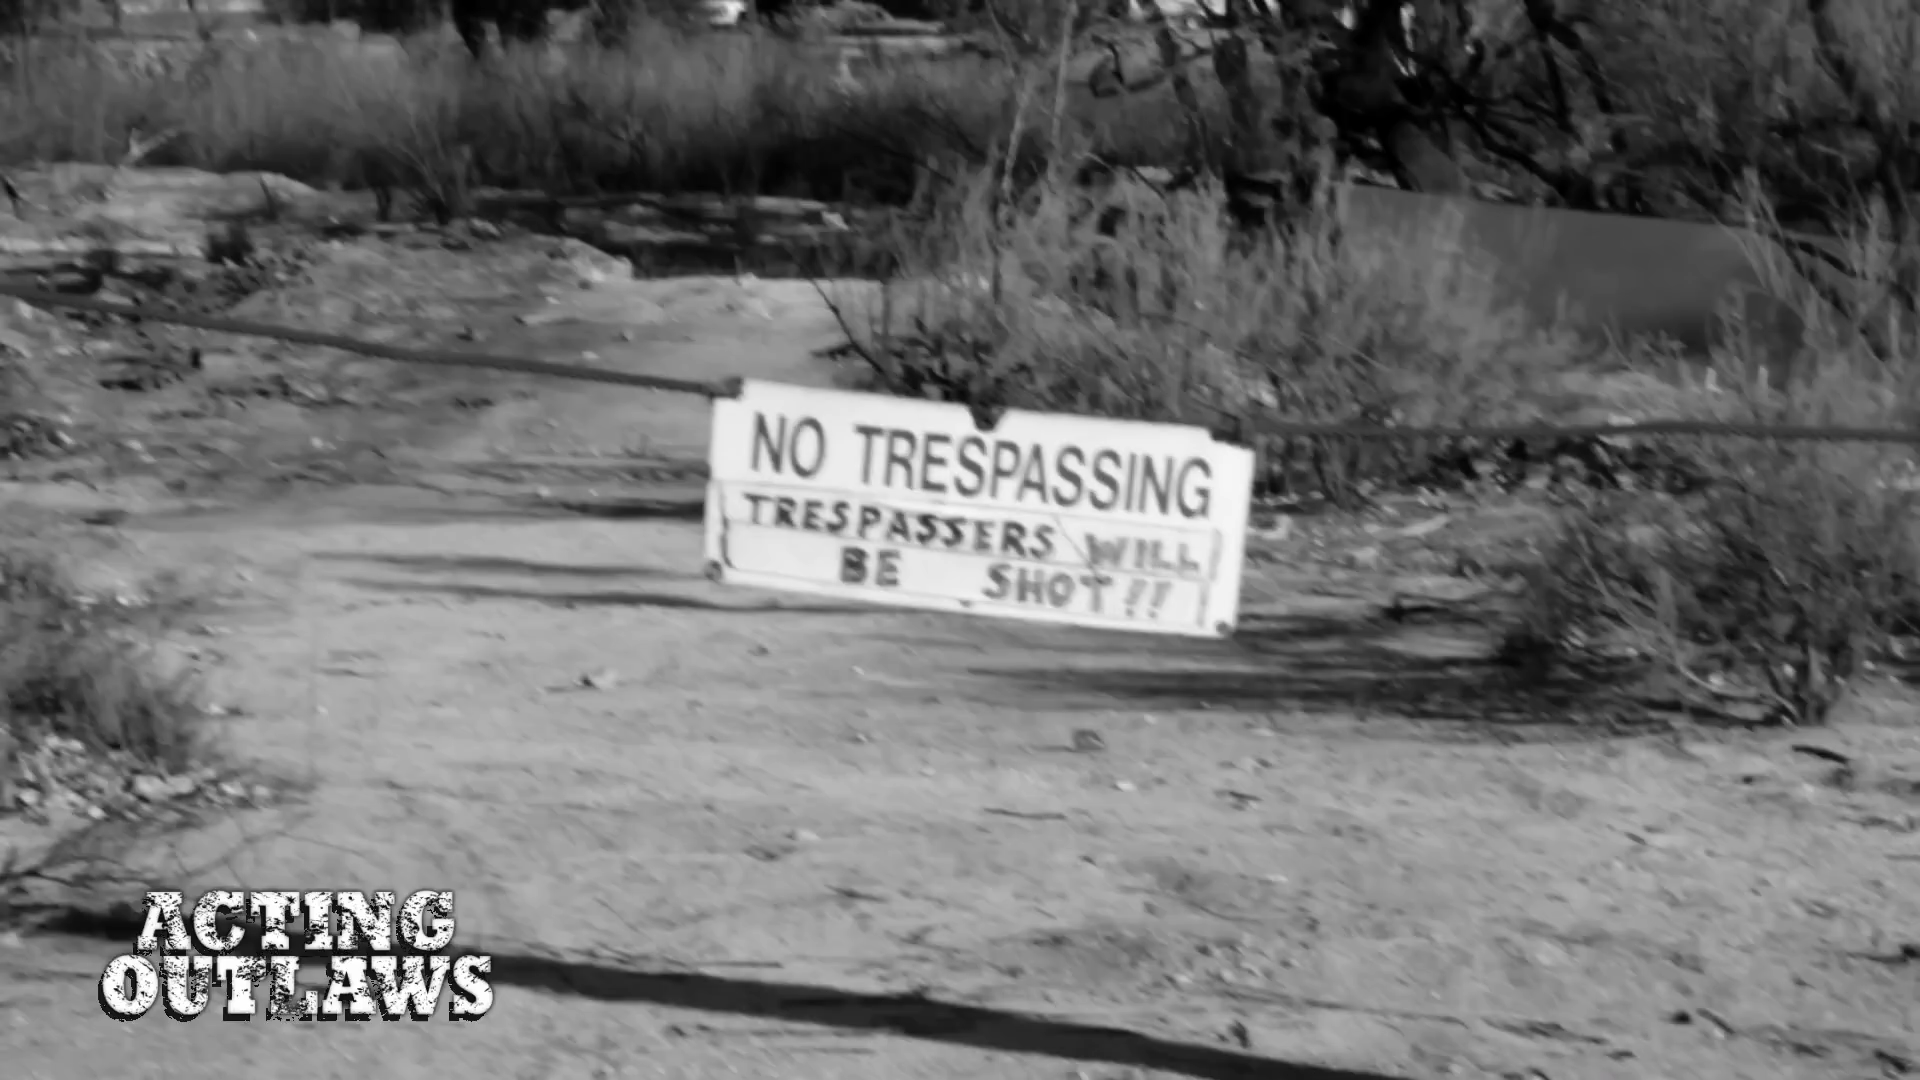 NO TRESPASSING
TRESPASSERS WILL
BE SHOT!!
ACTING
OUTLAWS